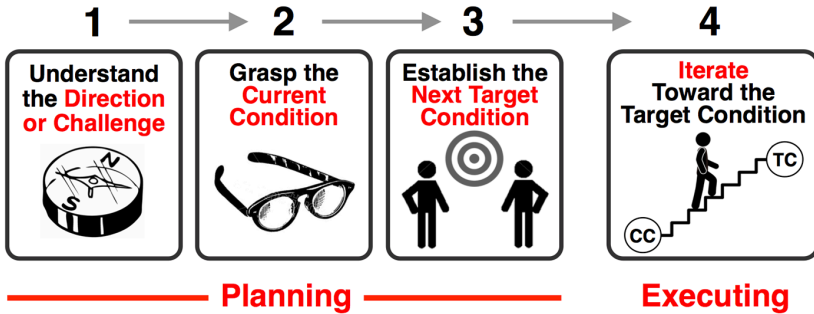 1
2
3
4
Understand
the Direction
or Challenge
N
S
Grasp the
Current
Condition
Establish the
Next Target
Condition
Iterate
Toward the
Target Condition
TC
CC
Planning
Executing